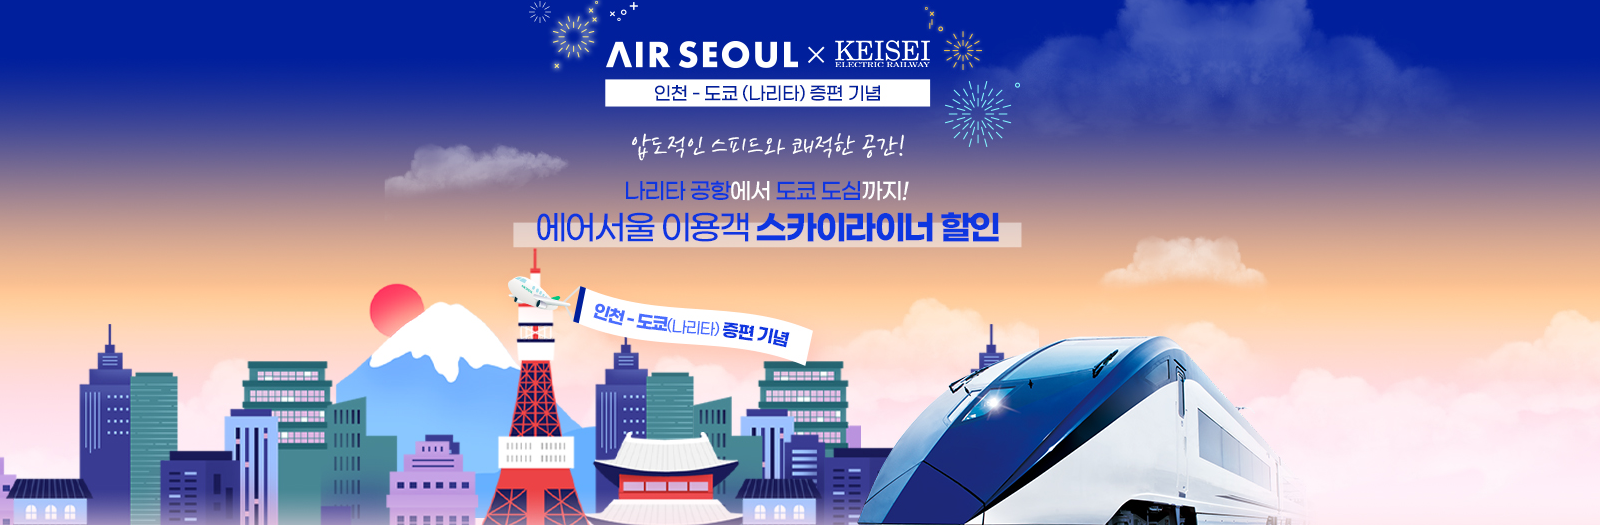 AIR SEOUL × KEISEI
ELECTRIC RAILWAY
인천 - 도쿄 (나리타) 증편 기념
압도적인 스피드와 쾌적한 공간!
나리타 공항에서 도쿄 도심까지!
에어서울 이용객 스카이라이너 할인
인천 - 도쿄(나리타) 증편 기념